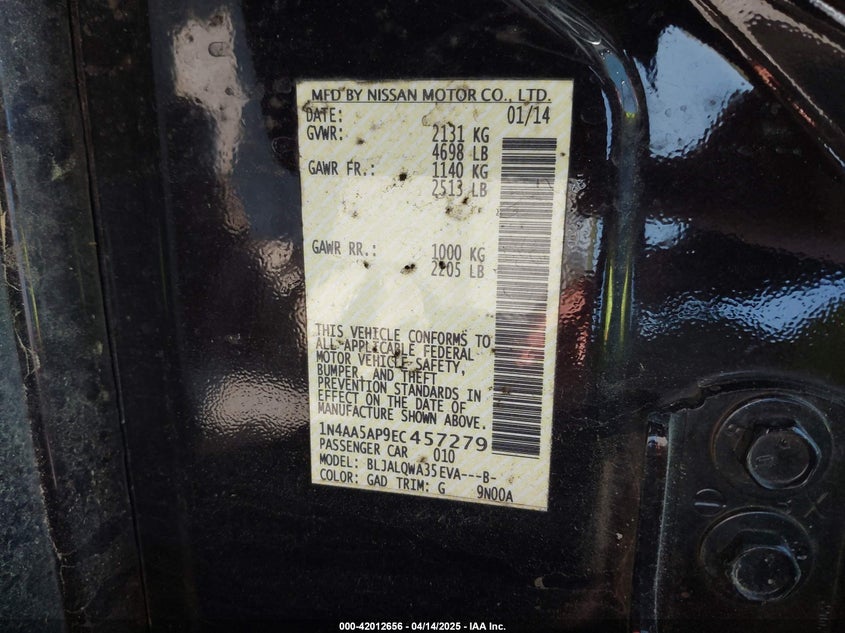 MFD BY NISSAN MOTOR CO., LTD.
DATE: 01/14
GVWR: 2131 KG
4698 LB
GAWR FR.: 1140 KG
2513 LB
GAWR RR.: 1000 KG
2205 LB
THIS VEHICLE CONFORMS TO
ALL APPLICABLE FEDERAL
MOTOR VEHICLE SAFETY,
BUMPER, AND THEFT
PREVENTION STANDARDS IN
EFFECT ON THE DATE OF
MANUFACTURE SHOWN ABOVE.
1N4AA5AP9EC457279
PASSENGER CAR 010
MODEL: BLJALQWA35EVA---B-
COLOR: GAD TRIM: G 9N00A
000-42012656 - 04/14/2025 - IAA Inc.